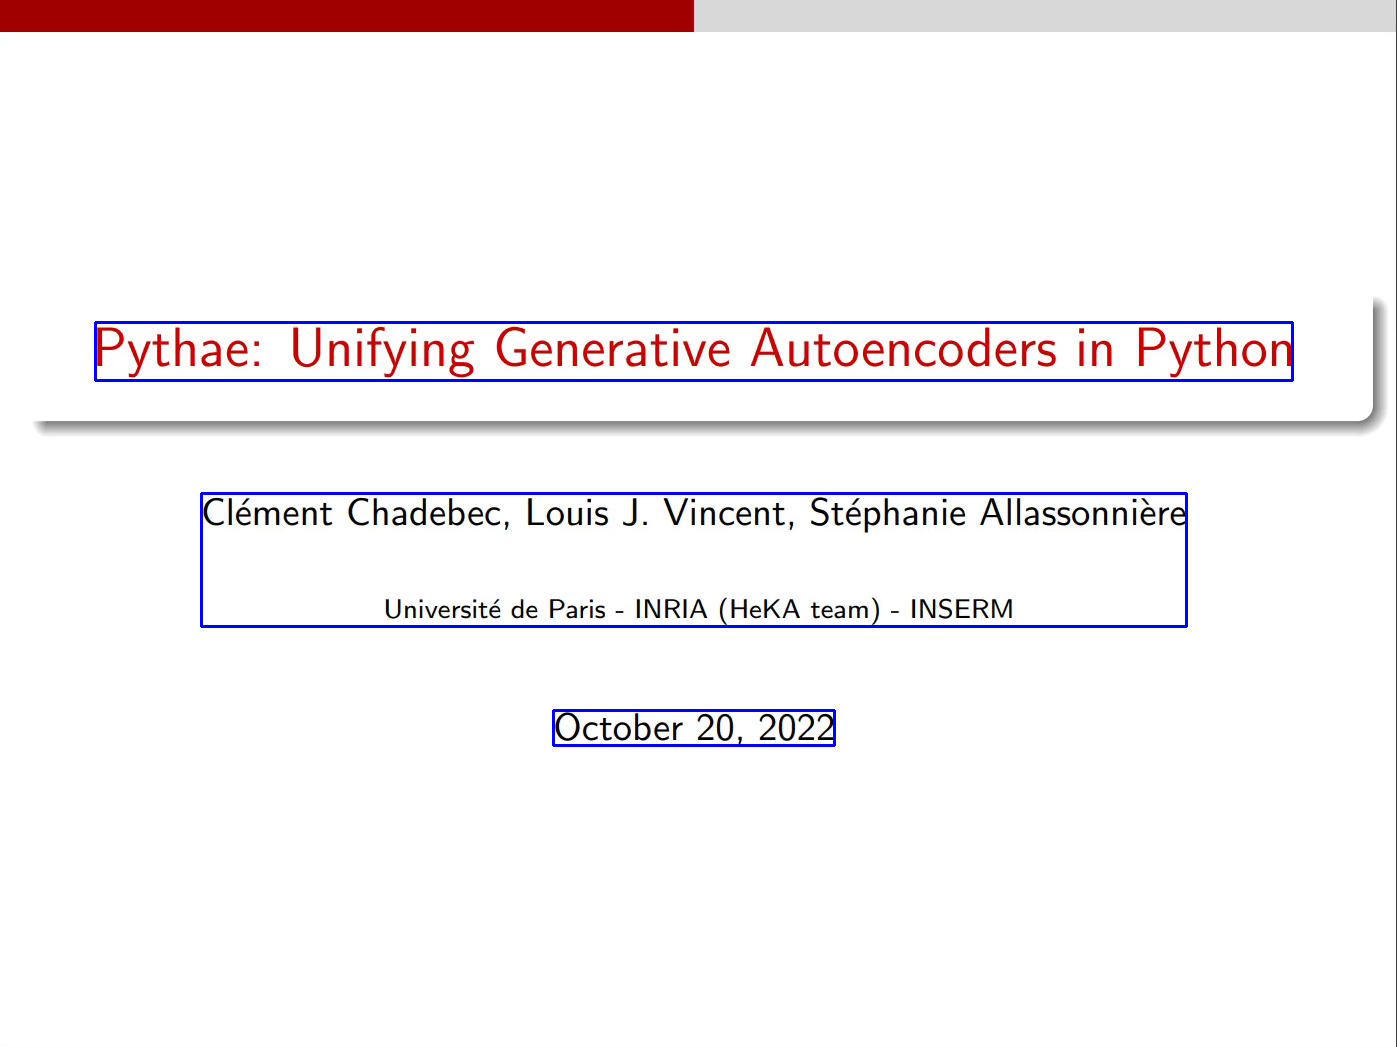 Pythae: Unifying Generative Autoencoders in Python
Clément Chadebec, Louis J. Vincent, Stéphanie Allassonnière
Université de Paris - INRIA (HeKA team) - INSERM
October 20, 2022